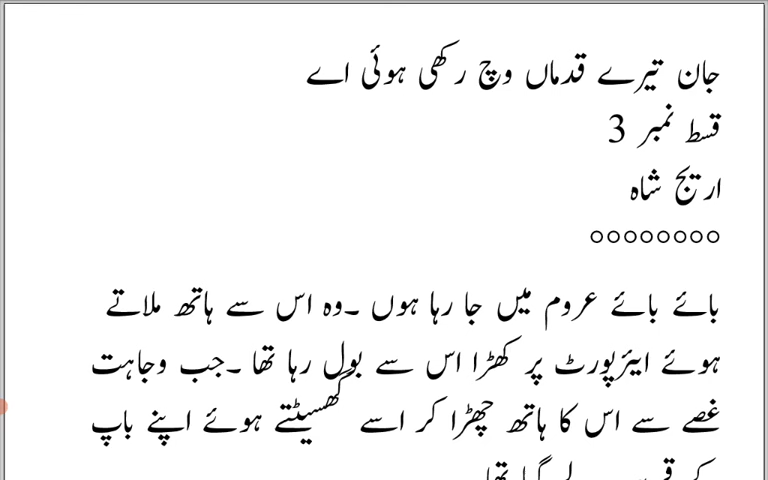 جان تیرے قدماں وچ رکھی ہوئی اے
قسط نمبر 3
اریج شاہ
○○○○○○○○
بائے بائے عروم میں جا رہا ہوں ۔وہ اس سے ہاتھ ملاتے
ہوئے ایئرپورٹ پر کھڑا اس سے بول رہا تھا ۔جب وجاہت
غصے سے اس کا ہاتھ چھڑا کر اسے گھسیٹتے ہوئے اپنے باپ